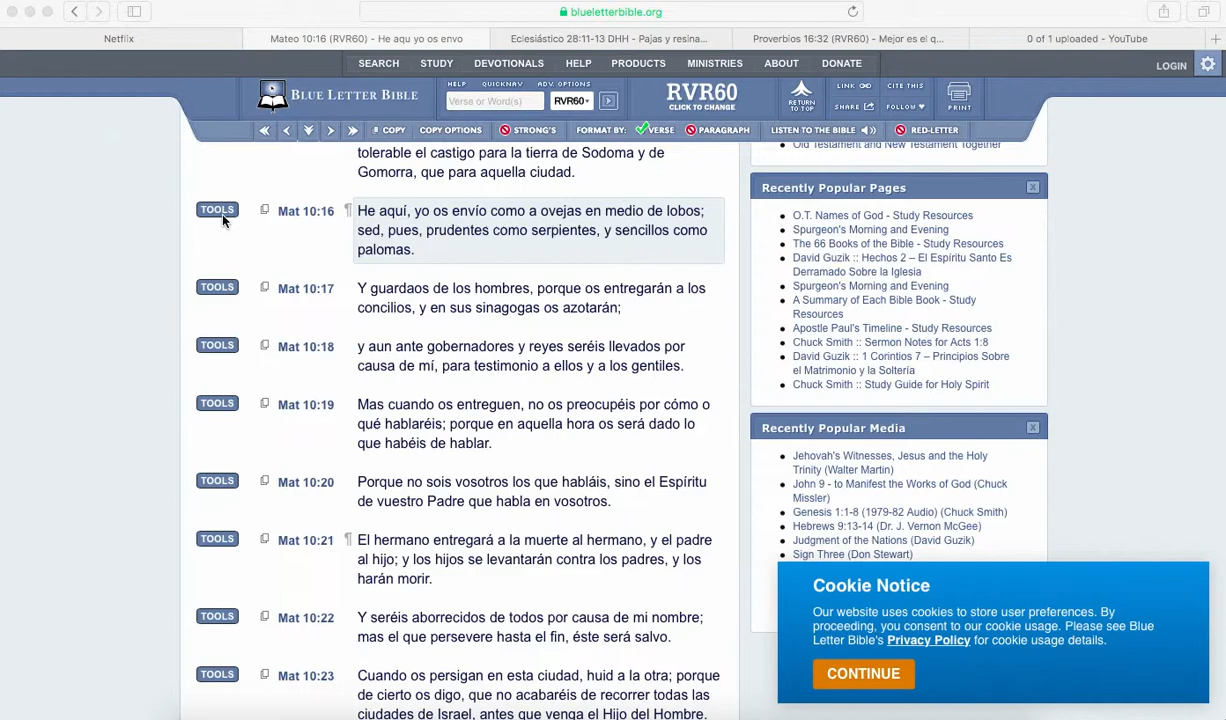 blueletterbible.org
Netflix
Mateo 10:16 (RVR60) - He aqu yo os envo
Eclesiástico 28:11-13 DHH - Pajas y resina...
Proverbios 16:32 (RVR60) - Mejor es el q...
0 of 1 uploaded - YouTube
SEARCH STUDY DEVOTIONALS HELP PRODUCTS MINISTRIES ABOUT DONATE
LOGIN
BLUE LETTER BIBLE
HELP QUICKNAV ADV. OPTIONS
Verse or Word(s) RVR60
RVR60
CLICK TO CHANGE
RETURN
TO TOP
LINK CITE THIS
SHARE FOLLOW
PRINT
COPY COPY OPTIONS STRONG'S FORMAT BY: VERSE PARAGRAPH LISTEN TO THE BIBLE RED-LETTER
tolerable el castigo para la tierra de Sodoma y de
Gomorra, que para aquella ciudad.
TOOLS Mat 10:16 ¶ He aquí, yo os envío como a ovejas en medio de lobos;
sed, pues, prudentes como serpientes, y sencillos como
palomas.
TOOLS Mat 10:17 Y guardaos de los hombres, porque os entregarán a los
concilios, y en sus sinagogas os azotarán;
TOOLS Mat 10:18 y aun ante gobernadores y reyes seréis llevados por
causa de mí, para testimonio a ellos y a los gentiles.
TOOLS Mat 10:19 Mas cuando os entreguen, no os preocupéis por cómo o
qué hablaréis; porque en aquella hora os será dado lo
que habéis de hablar.
TOOLS Mat 10:20 Porque no sois vosotros los que habláis, sino el Espíritu
de vuestro Padre que habla en vosotros.
TOOLS Mat 10:21 ¶ El hermano entregará a la muerte al hermano, y el padre
al hijo; y los hijos se levantarán contra los padres, y los
harán morir.
TOOLS Mat 10:22 Y seréis aborrecidos de todos por causa de mi nombre;
mas el que persevere hasta el fin, éste será salvo.
TOOLS Mat 10:23 Cuando os persigan en esta ciudad, huid a la otra; porque
de cierto os digo, que no acabaréis de recorrer todas las
ciudades de Israel, antes que venga el Hijo del Hombre.
Old Testament and New Testament Together
Recently Popular Pages
O.T. Names of God - Study Resources
Spurgeon's Morning and Evening
The 66 Books of the Bible - Study Resources
David Guzik :: Hechos 2 – El Espíritu Santo Es
Derramado Sobre la Iglesia
Spurgeon's Morning and Evening
A Summary of Each Bible Book - Study
Resources
Apostle Paul's Timeline - Study Resources
Chuck Smith :: Sermon Notes for Acts 1:8
David Guzik :: 1 Corintios 7 – Principios Sobre
el Matrimonio y la Soltería
Chuck Smith :: Study Guide for Holy Spirit
Recently Popular Media
Jehovah's Witnesses, Jesus and the Holy
Trinity (Walter Martin)
John 9 - to Manifest the Works of God (Chuck
Missler)
Genesis 1:1-8 (1979-82 Audio) (Chuck Smith)
Hebrews 9:13-14 (Dr. J. Vernon McGee)
Judgment of the Nations (David Guzik)
Sign Three (Don Stewart)
Cookie Notice
Our website uses cookies to store user preferences. By
proceeding, you consent to our cookie usage. Please see Blue
Letter Bible's Privacy Policy for cookie usage details.
CONTINUE